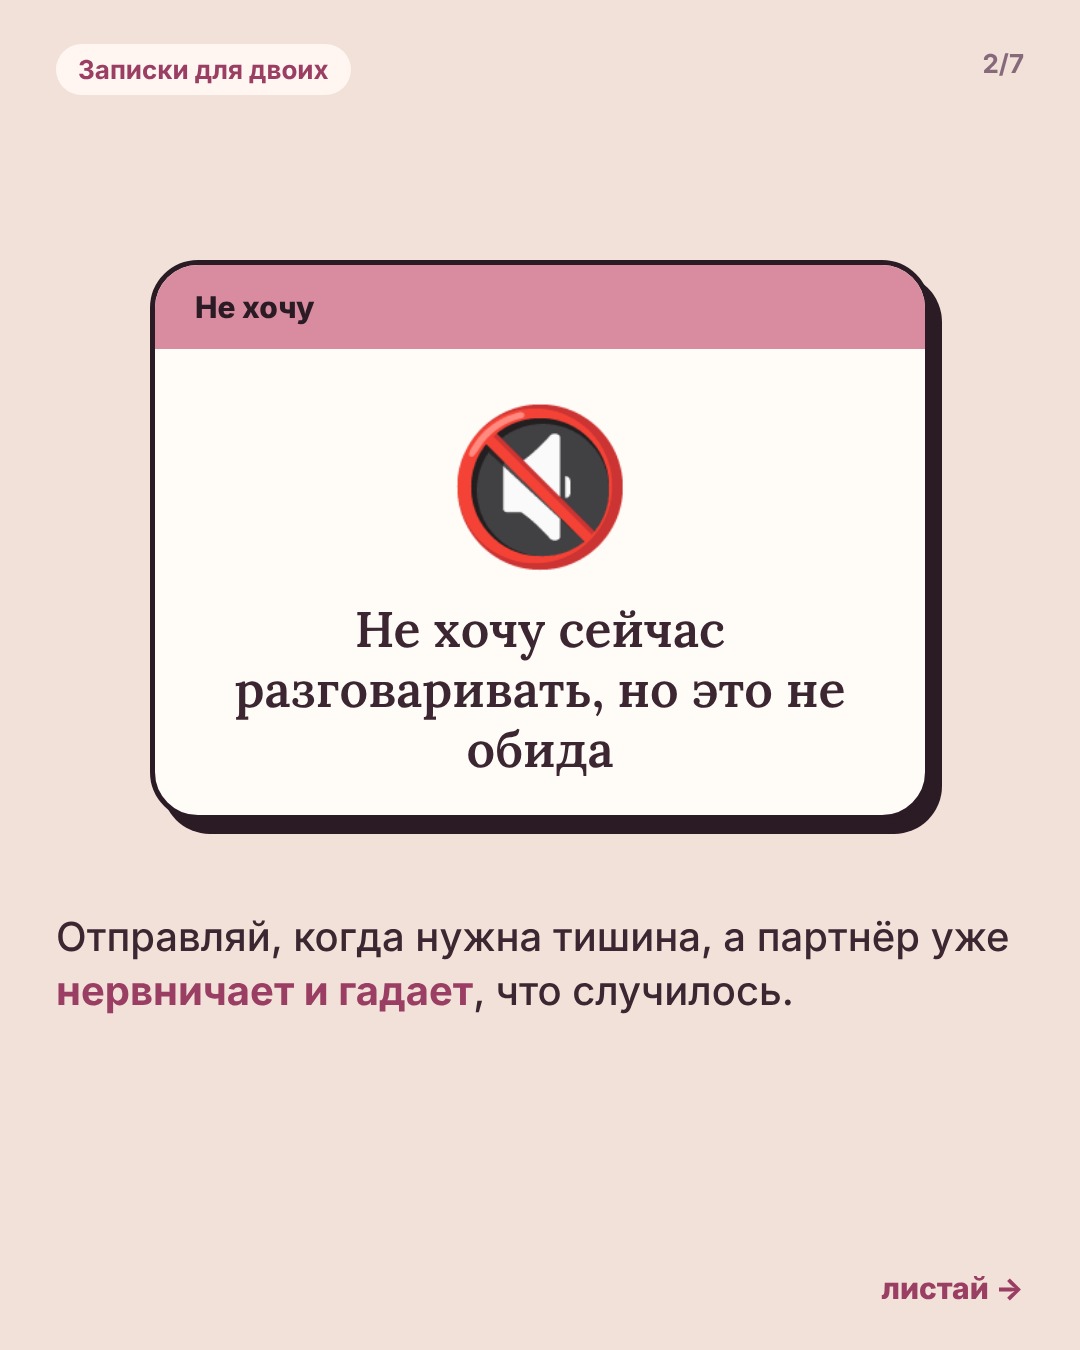 Записки для двоих
2/7
Не хочу
Не хочу сейчас
разговаривать, но это не
обида
Отправляй, когда нужна тишина, а партнёр уже
нервничает и гадает, что случилось.
листай →